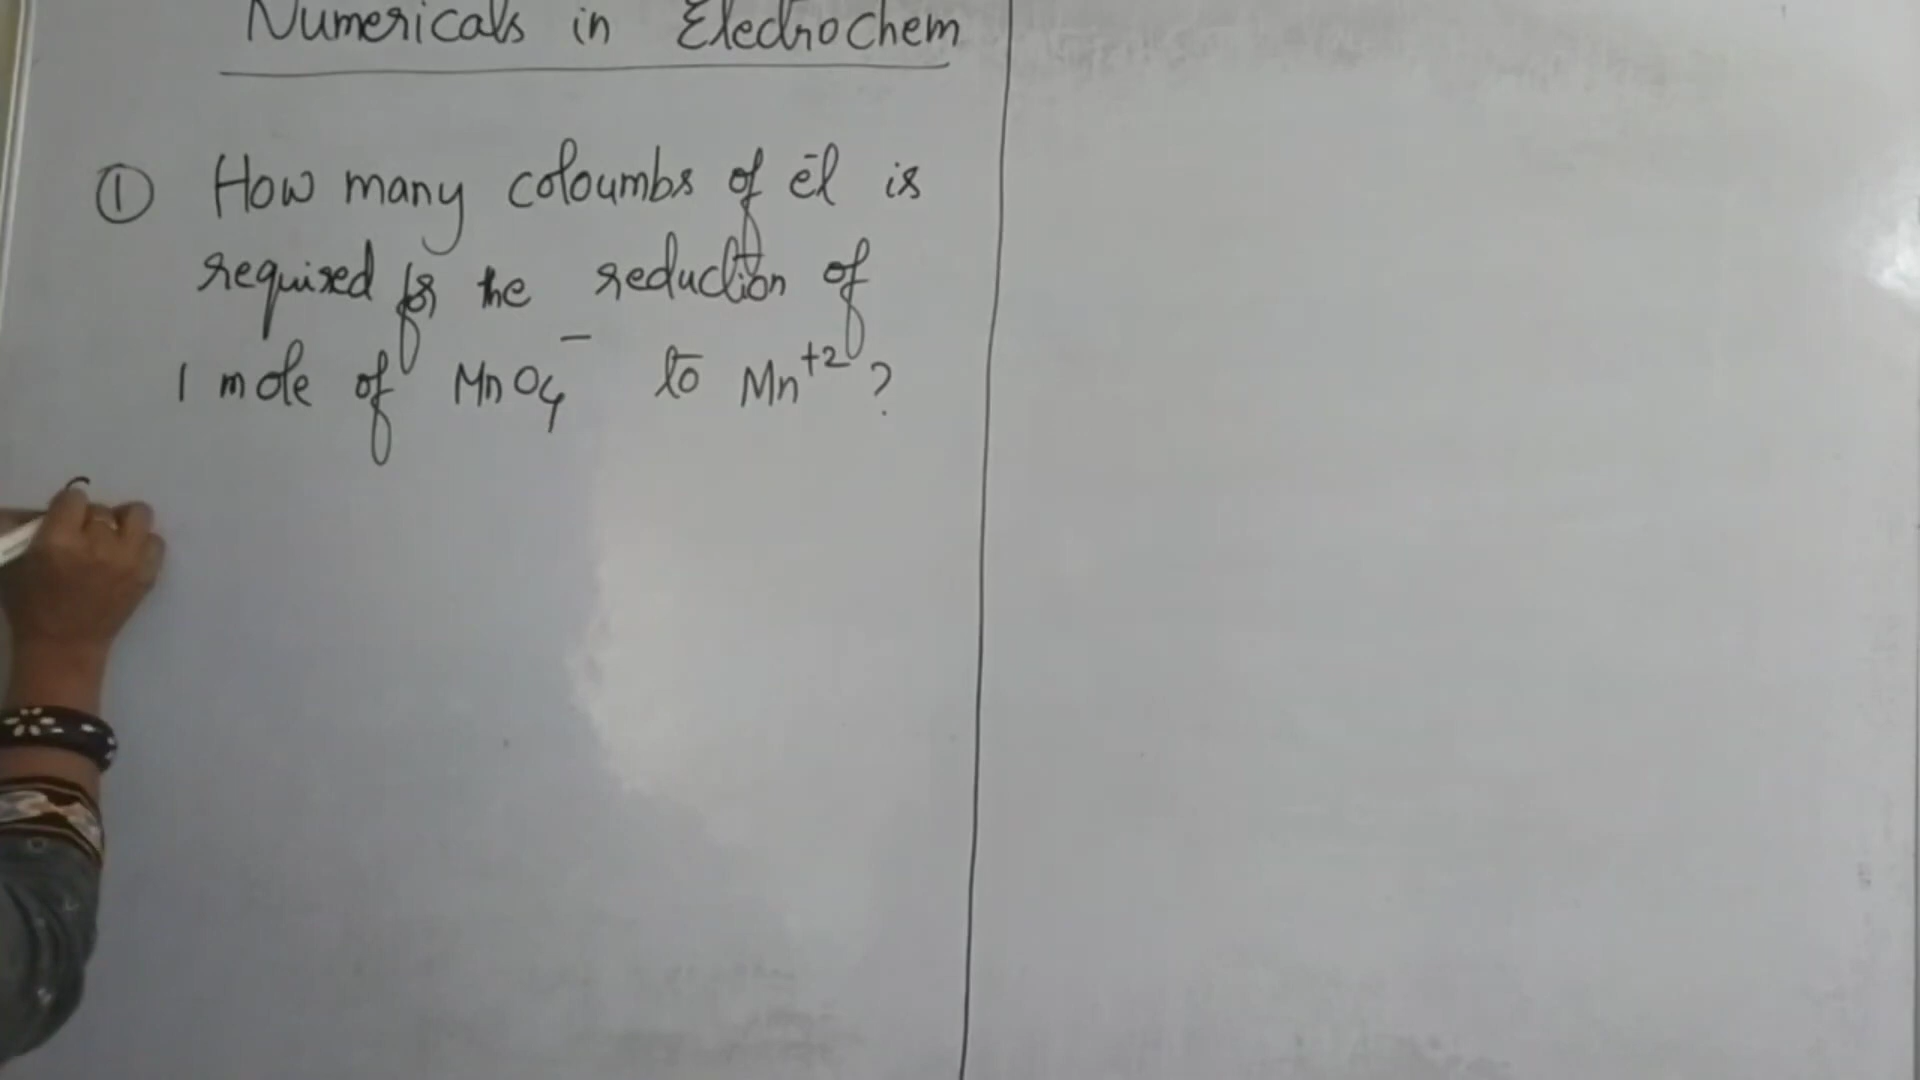 Numericals in Electrochem
① How many coloumbs of ēl is
required for the reduction of
1 mole of MnO₄⁻ to Mn⁺² ?